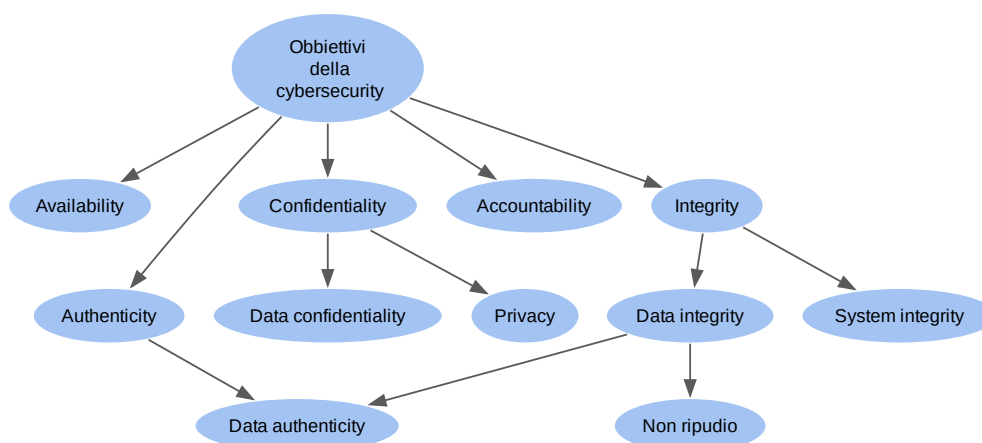 Obbiettivi
della
cybersecurity
Availability
Confidentiality
Accountability
Integrity
Authenticity
Data confidentiality
Privacy
Data integrity
System integrity
Data authenticity
Non ripudio